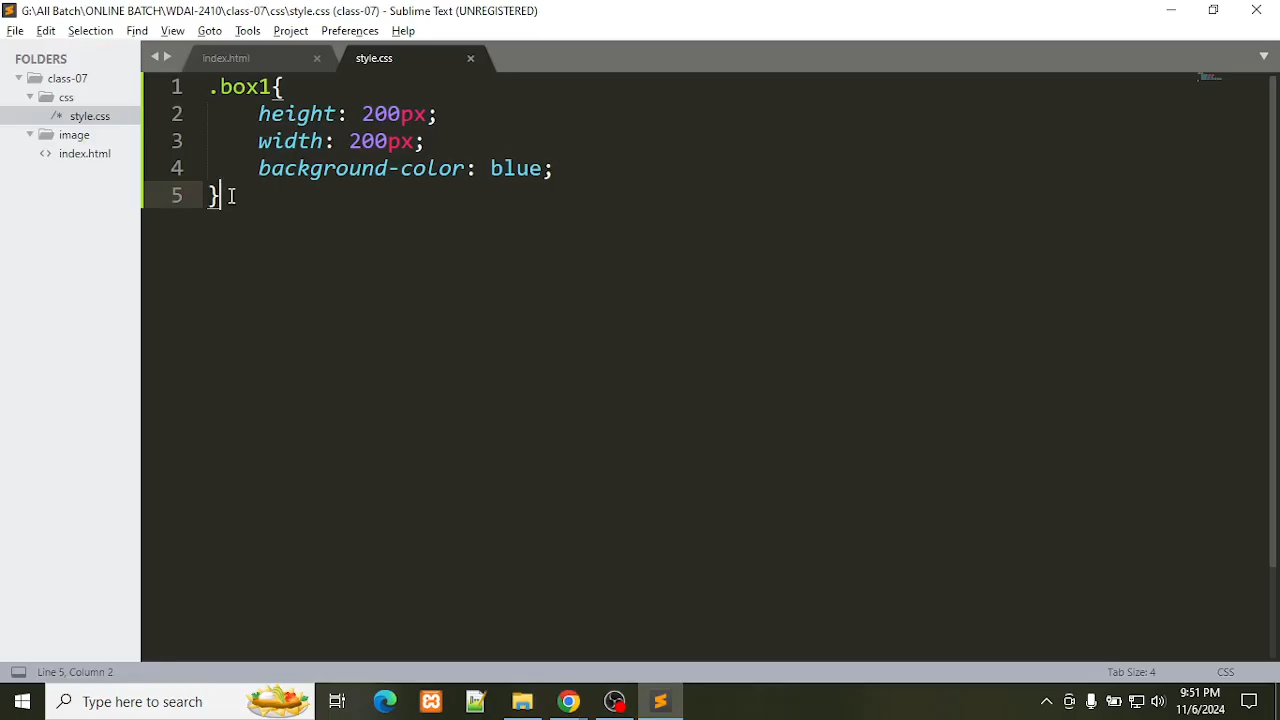 G:\All Batch\ONLINE BATCH\WDAI-2410\class-07\css\style.css (class-07) - Sublime Text (UNREGISTERED)
File Edit Selection Find View Goto Tools Project Preferences Help
FOLDERS
class-07
css
/* style.css
image
<> index.html
index.html ×
style.css ×
1 .box1{
2 height: 200px;
3 width: 200px;
4 background-color: blue;
5 }
Line 5, Column 2
Tab Size: 4
CSS
Type here to search
9:51 PM
11/6/2024